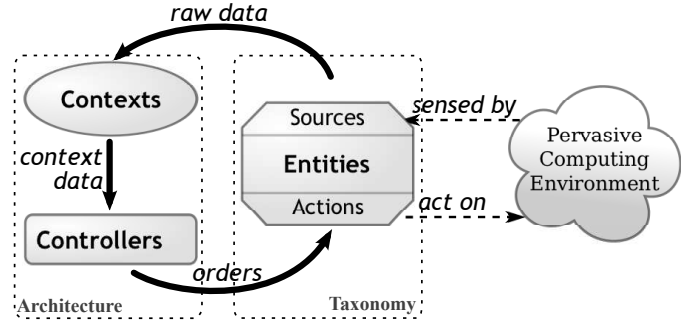 raw data
Contexts
context
data
Controllers
orders
Architecture
Sources
Entities
Actions
Taxonomy
sensed by
act on
Pervasive
Computing
Environment